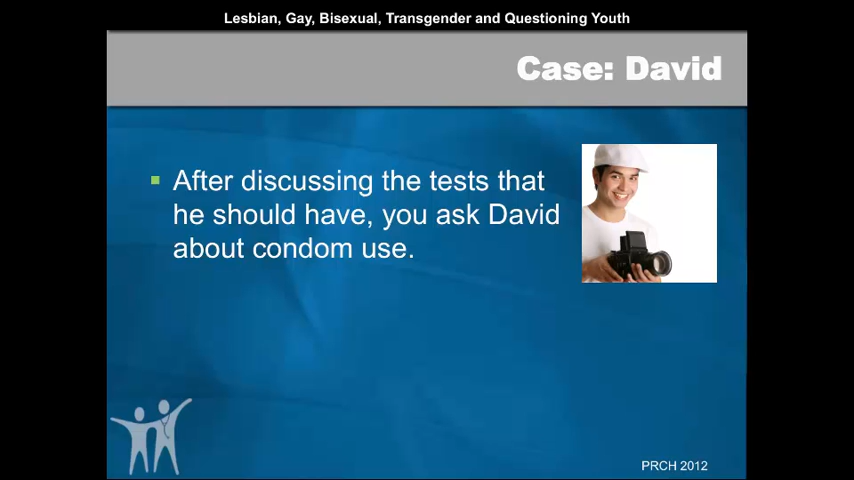 Lesbian, Gay, Bisexual, Transgender and Questioning Youth
Case: David
After discussing the tests that
he should have, you ask David
about condom use.
PRCH 2012